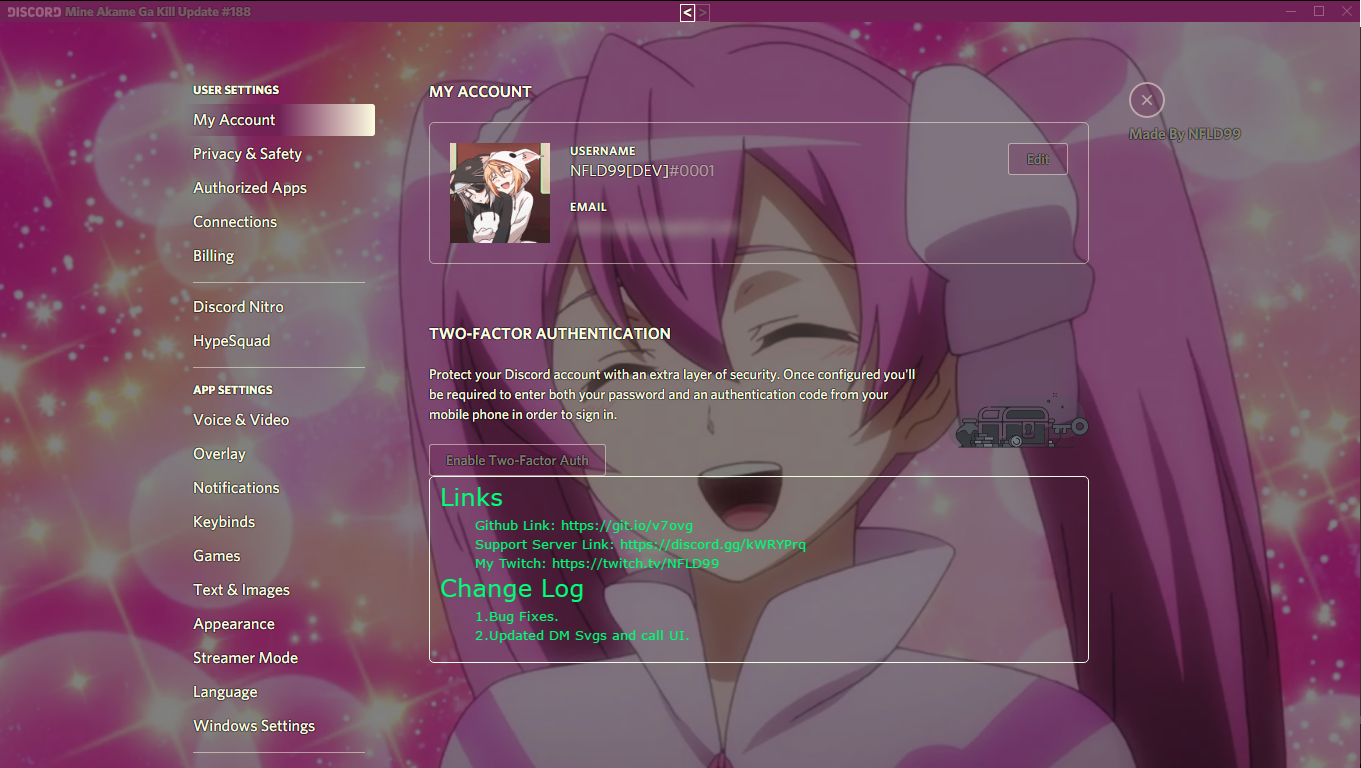 DISCORD Mine Akame Ga Kill Update #188
< >
USER SETTINGS
My Account
Privacy & Safety
Authorized Apps
Connections
Billing
Discord Nitro
HypeSquad
APP SETTINGS
Voice & Video
Overlay
Notifications
Keybinds
Games
Text & Images
Appearance
Streamer Mode
Language
Windows Settings
MY ACCOUNT
USERNAME
NFLD99[DEV]#0001
Edit
EMAIL
Made By NFLD99
TWO-FACTOR AUTHENTICATION
Protect your Discord account with an extra layer of security. Once configured you'll
be required to enter both your password and an authentication code from your
mobile phone in order to sign in.
Enable Two-Factor Auth
Links
Github Link: https://git.io/v7ovg
Support Server Link: https://discord.gg/kWRYPrq
My Twitch: https://twitch.tv/NFLD99
Change Log
1.Bug Fixes.
2.Updated DM Svgs and call UI.